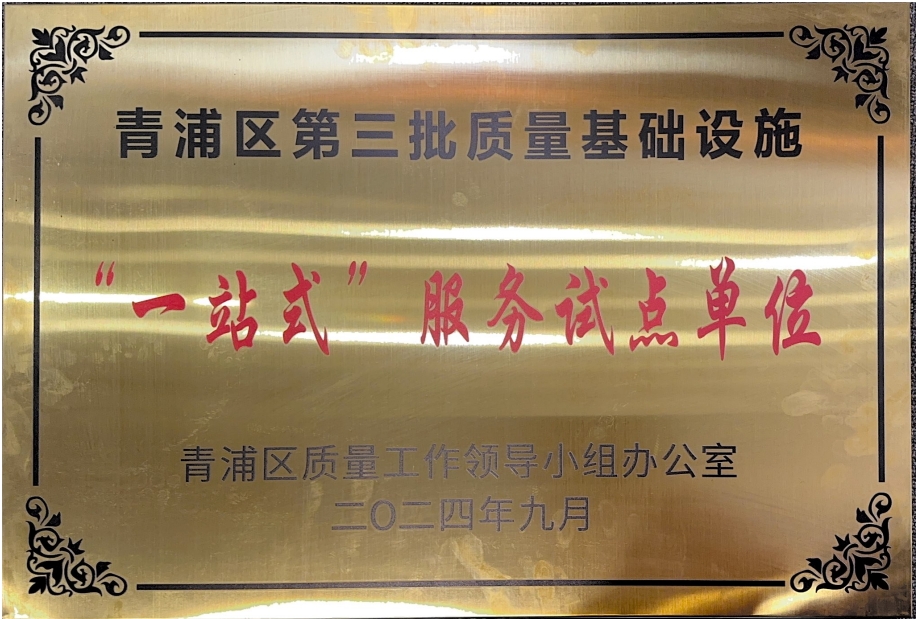 青浦区第三批质量基础设施
“一站式”服务试点单位
青浦区质量工作领导小组办公室
二〇二四年九月